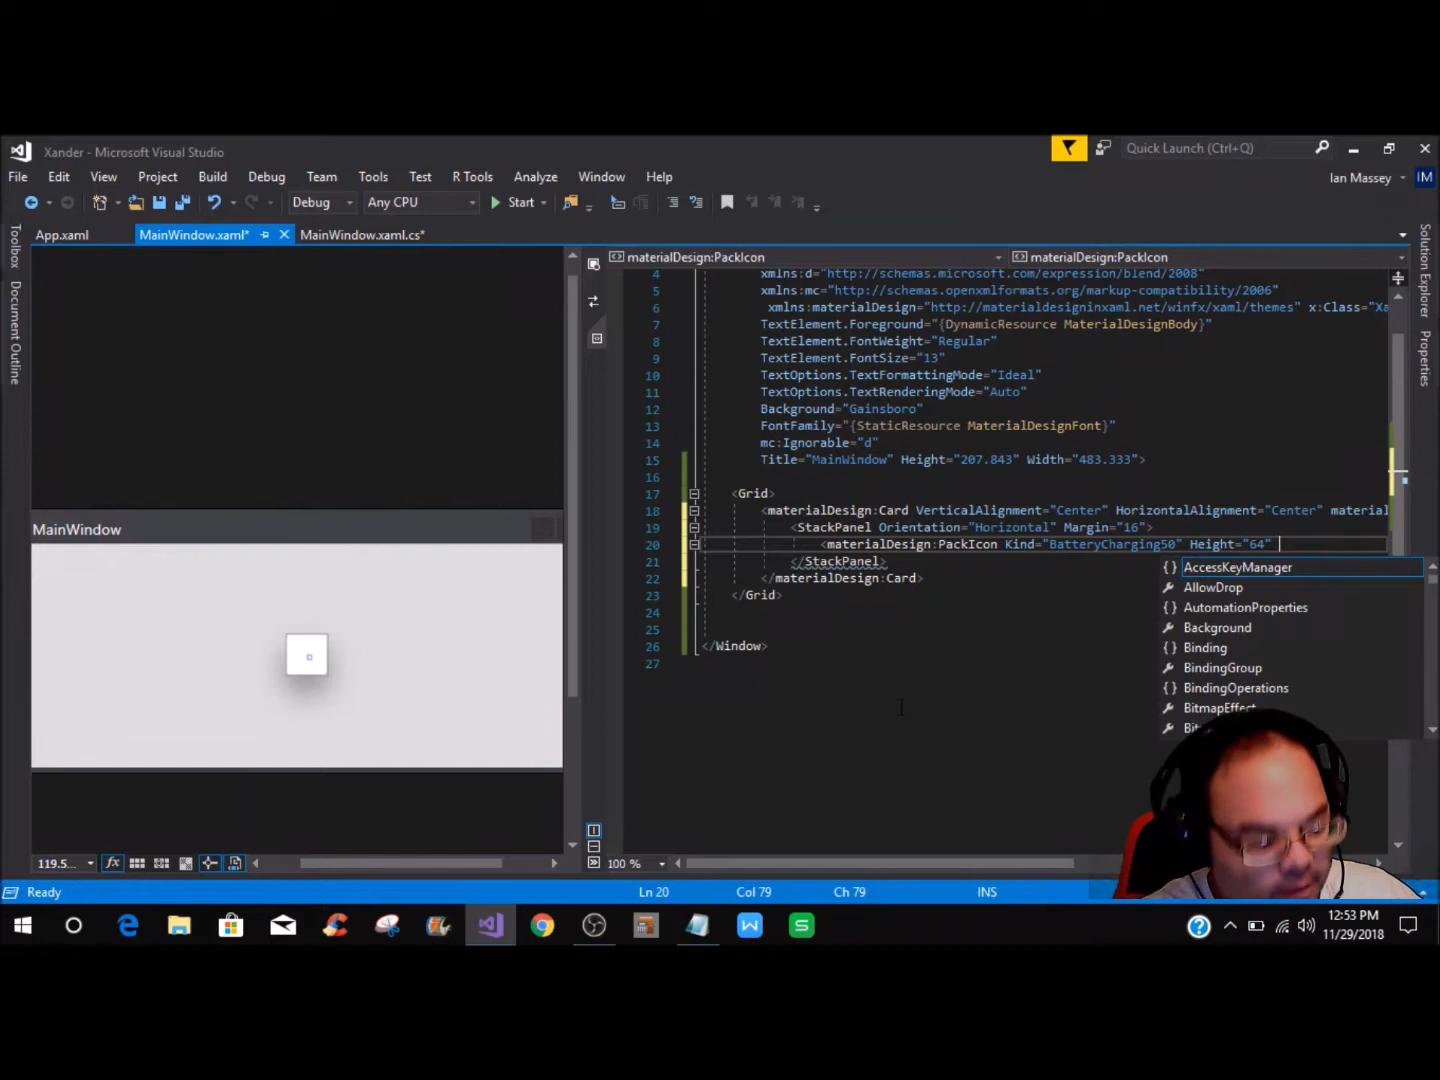 Xander - Microsoft Visual Studio
Quick Launch (Ctrl+Q)
File Edit View Project Build Debug Team Tools Test R Tools Analyze Window Help
Ian Massey
IM
Debug
Any CPU
Start
App.xaml
MainWindow.xaml*
MainWindow.xaml.cs*
Toolbox
Document Outline
Solution Explorer
Properties
materialDesign:PackIcon
materialDesign:PackIcon
4 xmlns:d="http://schemas.microsoft.com/expression/blend/2008"
5 xmlns:mc="http://schemas.openxmlformats.org/markup-compatibility/2006"
6 xmlns:materialDesign="http://materialdesigninxaml.net/winfx/xaml/themes" x:Class="Xa
7 TextElement.Foreground="{DynamicResource MaterialDesignBody}"
8 TextElement.FontWeight="Regular"
9 TextElement.FontSize="13"
10 TextOptions.TextFormattingMode="Ideal"
11 TextOptions.TextRenderingMode="Auto"
12 Background="Gainsboro"
13 FontFamily="{StaticResource MaterialDesignFont}"
14 mc:Ignorable="d"
15 Title="MainWindow" Height="207.843" Width="483.333">
16
17 <Grid>
18 <materialDesign:Card VerticalAlignment="Center" HorizontalAlignment="Center" material
19 <StackPanel Orientation="Horizontal" Margin="16">
20 <materialDesign:PackIcon Kind="BatteryCharging50" Height="64"
21 </StackPanel>
22 </materialDesign:Card>
23 </Grid>
24
25
26 </Window>
27
AccessKeyManager
AllowDrop
AutomationProperties
Background
Binding
BindingGroup
BindingOperations
BitmapEffect
MainWindow
119.5...
fx
100 %
Ready
Ln 20
Col 79
Ch 79
INS
12:53 PM
11/29/2018